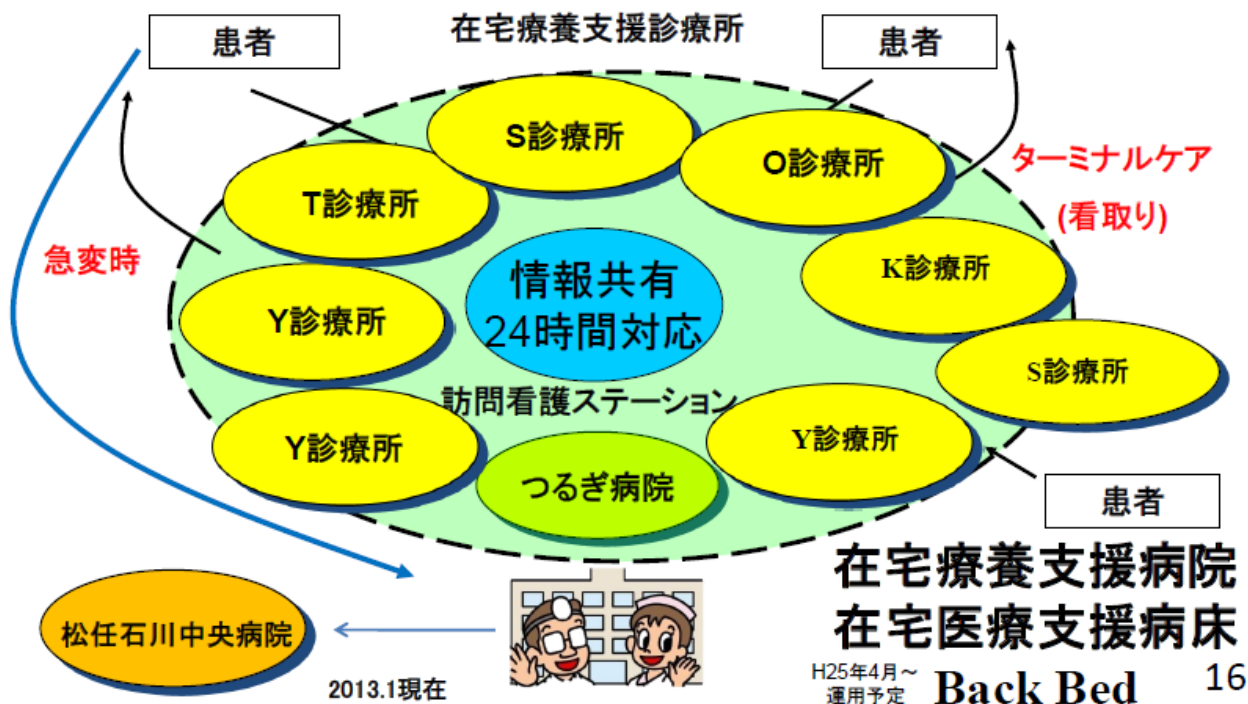 患者
在宅療養支援診療所
患者
S診療所
O診療所
ターミナルケア
(看取り)
T診療所
急変時
情報共有
24時間対応
K診療所
Y診療所
S診療所
訪問看護ステーション
Y診療所
Y診療所
つるぎ病院
患者
在宅療養支援病院
在宅医療支援病床
松任石川中央病院
2013.1現在
H25年4月～
運用予定
Back Bed
16